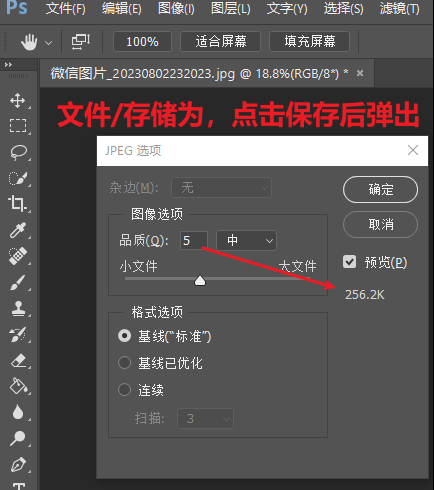 Ps 文件(F) 编辑(E) 图像(I) 图层(L) 文字(Y) 选择(S) 滤镜(T)
100% 适合屏幕 填充屏幕
微信图片_20230802232023.jpg @ 18.8%(RGB/8*) * ×
文件/存储为，点击保存后弹出
JPEG 选项
杂边(M): 无
确定
图像选项
取消
品质(Q): 5 中
预览(P)
小文件 大文件
256.2K
格式选项
基线(“标准”)
基线已优化
连续
扫描: 3
T